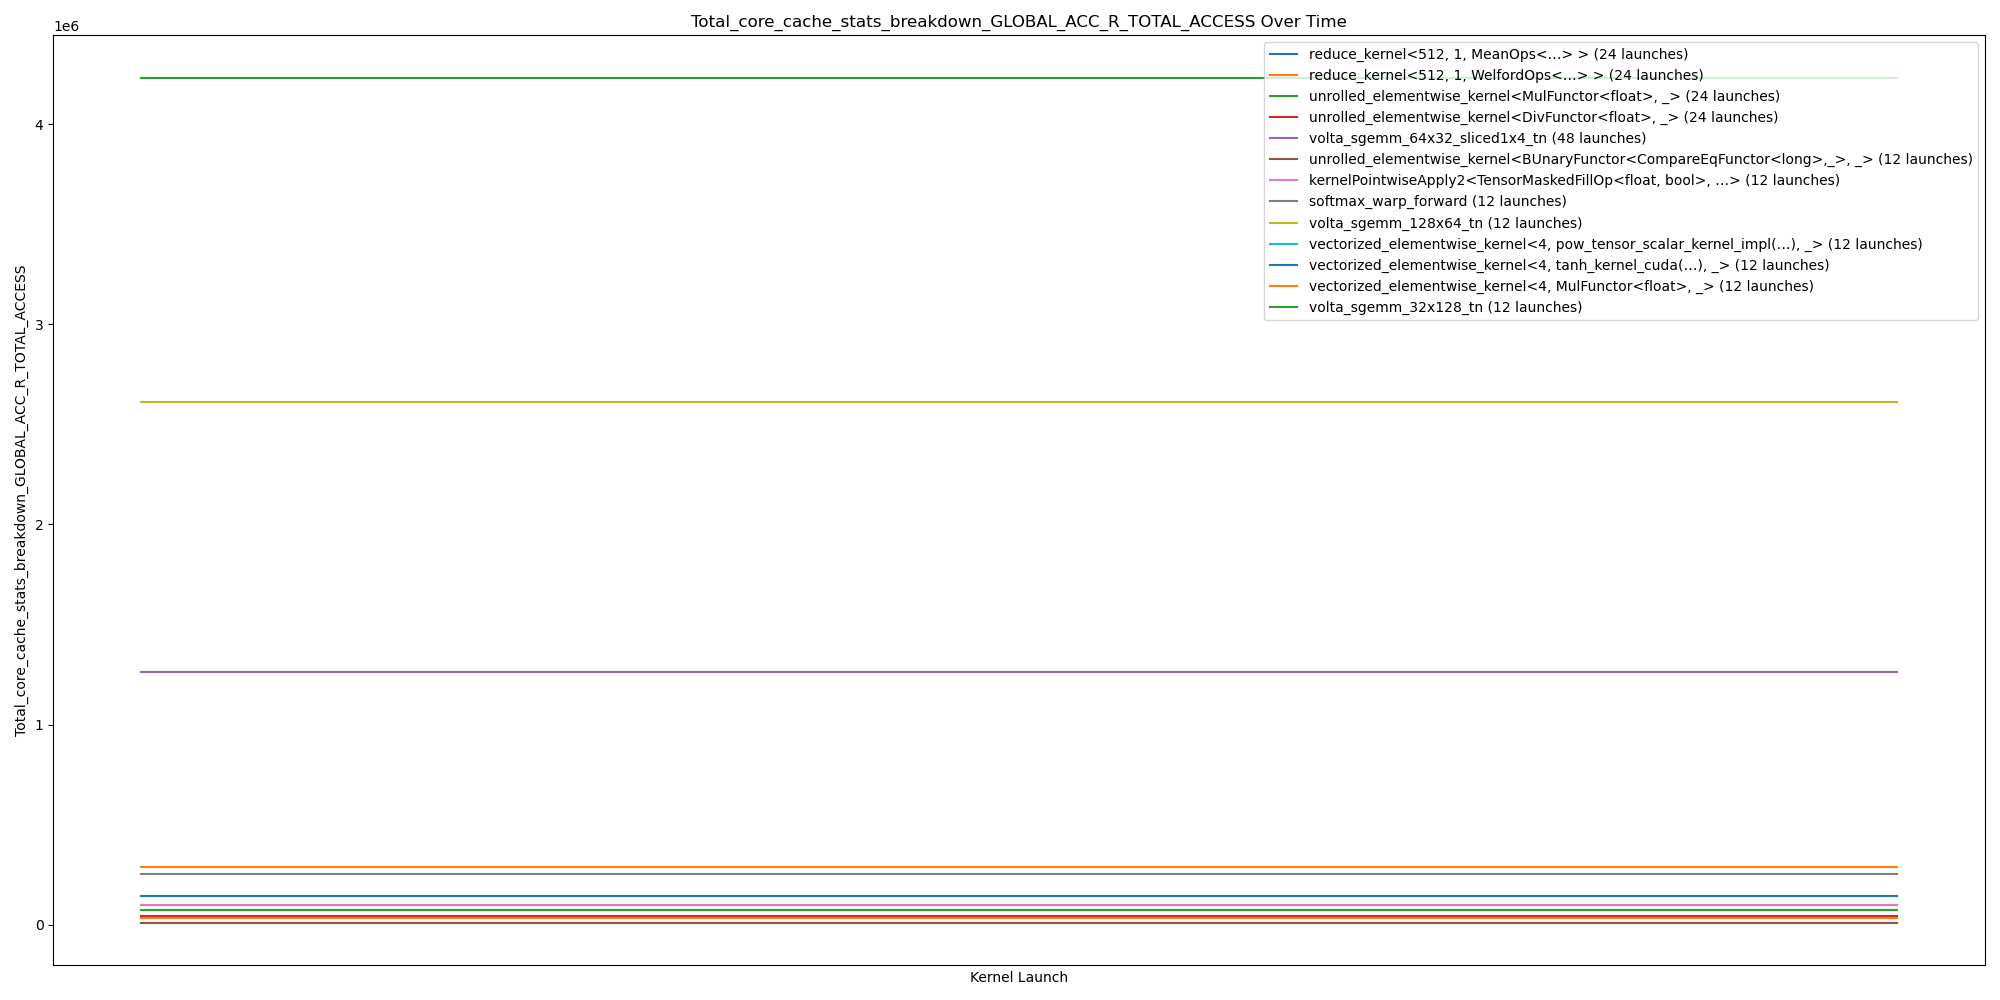 Total_core_cache_stats_breakdown_GLOBAL_ACC_R_TOTAL_ACCESS Over Time
1e6
reduce_kernel<512, 1, MeanOps<...> > (24 launches)
reduce_kernel<512, 1, WelfordOps<...> > (24 launches)
unrolled_elementwise_kernel<MulFunctor<float>, _> (24 launches)
unrolled_elementwise_kernel<DivFunctor<float>, _> (24 launches)
volta_sgemm_64x32_sliced1x4_tn (48 launches)
unrolled_elementwise_kernel<BUnaryFunctor<CompareEqFunctor<long>,_>, _> (12 launches)
kernelPointwiseApply2<TensorMaskedFillOp<float, bool>, ...> (12 launches)
softmax_warp_forward (12 launches)
volta_sgemm_128x64_tn (12 launches)
vectorized_elementwise_kernel<4, pow_tensor_scalar_kernel_impl(...), _> (12 launches)
vectorized_elementwise_kernel<4, tanh_kernel_cuda(...), _> (12 launches)
vectorized_elementwise_kernel<4, MulFunctor<float>, _> (12 launches)
volta_sgemm_32x128_tn (12 launches)
4
3
2
1
0
Total_core_cache_stats_breakdown_GLOBAL_ACC_R_TOTAL_ACCESS
Kernel Launch